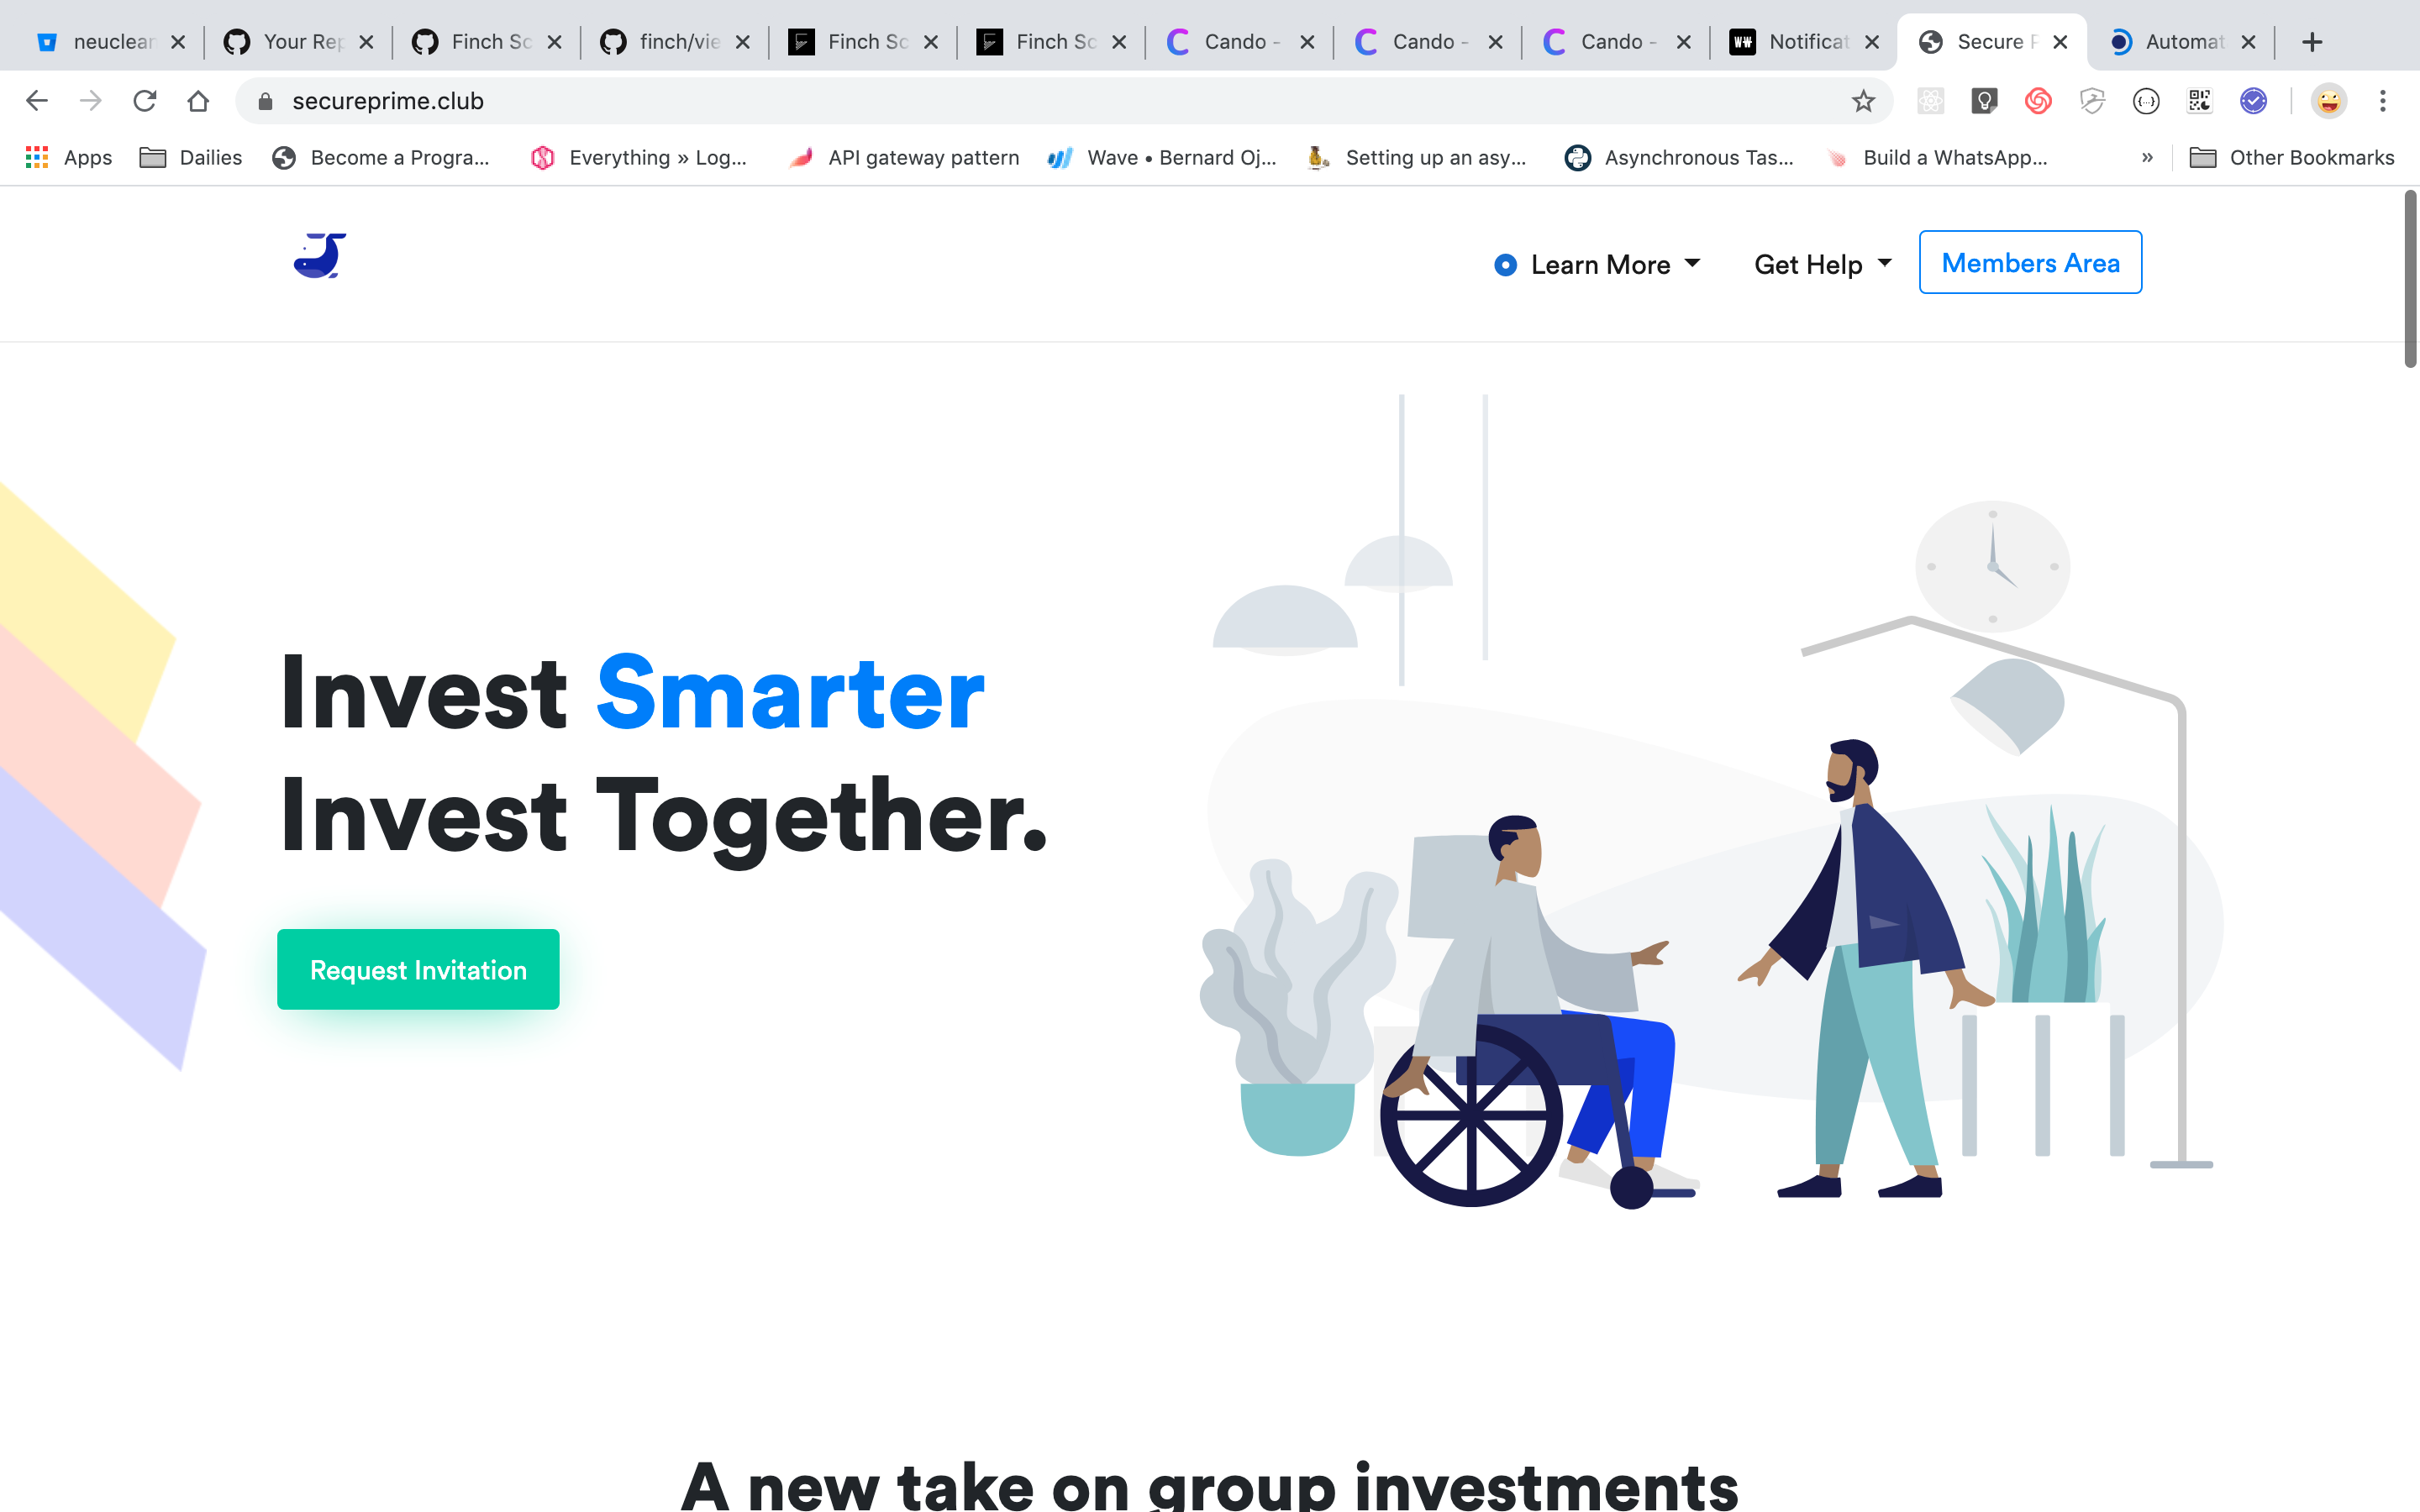 neuclean
Your Rep
Finch Sc
finch/vie
Finch Sc
Finch Sc
Cando -
Cando -
Cando -
Notificat
Secure P
Automat
secureprime.club
Apps
Dailies
Become a Progra...
Everything » Log...
API gateway pattern
Wave • Bernard Oj...
Setting up an asy...
Asynchronous Tas...
Build a WhatsApp...
»
Other Bookmarks
Learn More
Get Help
Members Area
Invest Smarter
Invest Together.
Request Invitation
A new take on group investments